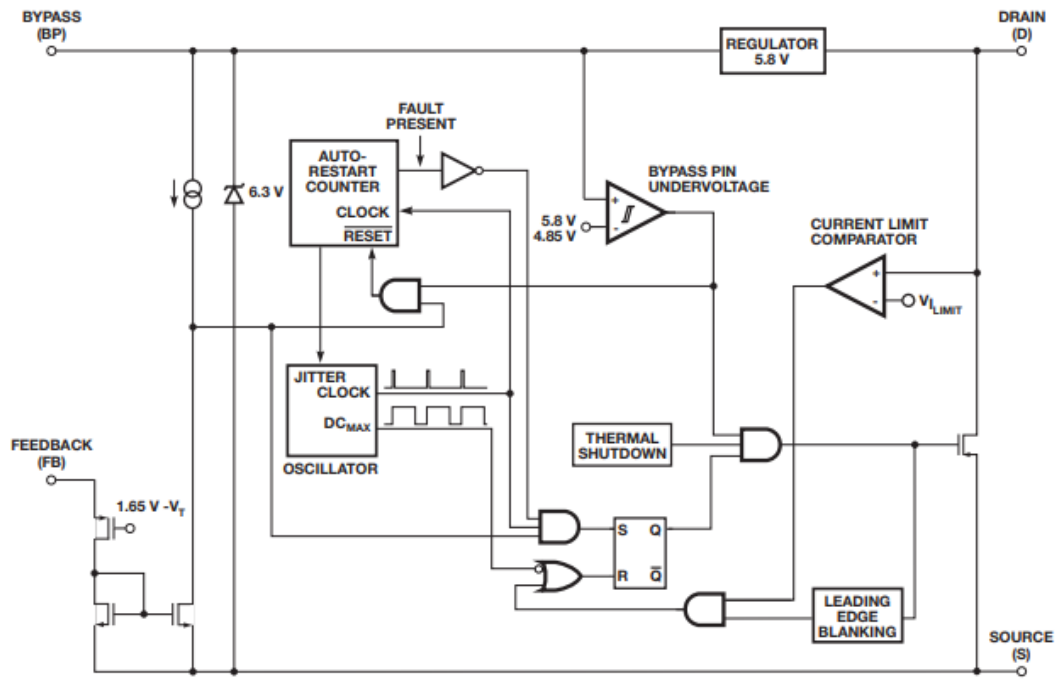 BYPASS
(BP)
DRAIN
(D)
REGULATOR
5.8 V
FAULT
PRESENT
AUTO-
RESTART
COUNTER
CLOCK
RESET
6.3 V
BYPASS PIN
UNDERVOLTAGE
+
-
5.8 V
4.85 V
CURRENT LIMIT
COMPARATOR
+
-
VILIMIT
JITTER
CLOCK
DCMAX
OSCILLATOR
THERMAL
SHUTDOWN
FEEDBACK
(FB)
1.65 V -VT
S Q
R Q
LEADING
EDGE
BLANKING
SOURCE
(S)